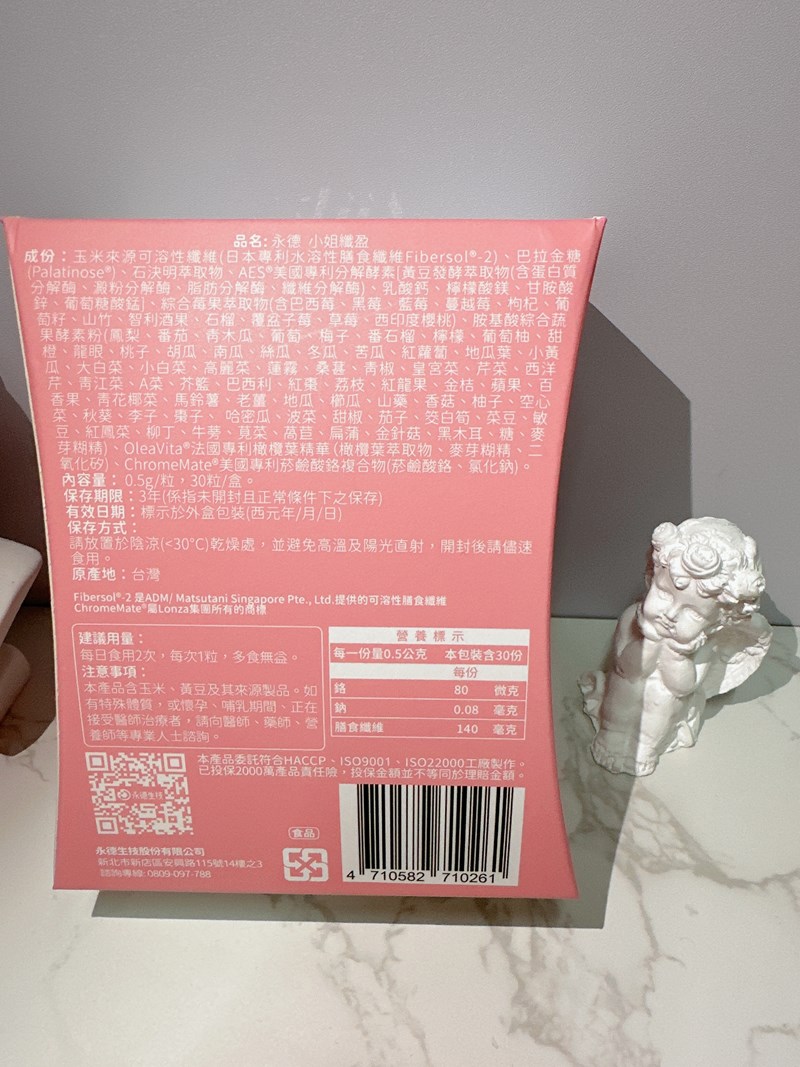 品名: 永德 小姐纖盈
成份：玉米來源可溶性纖維(日本專利水溶性膳食纖維Fibersol®-2)、巴拉金糖
(Palatinose®)、石決明萃取物、AES®美國專利分解酵素[黃豆發酵萃取物(含蛋白質
分解酶、澱粉分解酶、脂肪分解酶、纖維分解酶)、乳酸鈣、檸檬酸鎂、甘胺酸
鋅、葡萄糖酸錳]、綜合莓果萃取物(含巴西莓、黑莓、藍莓、蔓越莓、枸杞、葡
萄籽、山竹、智利酒果、石榴、覆盆子莓、草莓、西印度櫻桃)、胺基酸綜合蔬
果酵素粉(鳳梨、番茄、青木瓜、葡萄、梅子、番石榴、檸檬、葡萄柚、甜
橙、龍眼、桃子、胡瓜、南瓜、絲瓜、冬瓜、苦瓜、紅蘿蔔、地瓜葉、小黃
瓜、大白菜、小白菜、高麗菜、蓮霧、桑葚、青椒、皇宮菜、芹菜、西洋
芹、青江菜、A菜、芥藍、巴西利、紅棗、荔枝、紅龍果、金桔、蘋果、百
香果、青花椰菜、馬鈴薯、老薑、地瓜、櫛瓜、山藥、香菇、柚子、空心
菜、秋葵、李子、棗子、 哈密瓜、菠菜、甜椒、茄子、筊白筍、菜豆、敏
豆、紅鳳菜、柳丁、牛蒡、莧菜、萵苣、扁蒲、金針菇、黑木耳、糖、麥
芽糊精)、OleaVita®法國專利橄欖葉精華(橄欖葉萃取物、麥芽糊精、二
氧化矽)、ChromeMate®美國專利菸鹼酸鉻複合物(菸鹼酸鉻、氯化鈉)。
內容量： 0.5g/粒，30粒/盒。
保存期限：3年(係指未開封且正常條件下之保存)
有效日期：標示於外盒包裝(西元年/月/日)
保存方式：
請放置於陰涼(<30°C)乾燥處，並避免高溫及陽光直射，開封後請儘速
食用。
原產地：台灣
Fibersol®-2 是ADM/ Matsutani Singapore Pte., Ltd.提供的可溶性膳食纖維
ChromeMate®屬Lonza集團所有的商標
建議用量：
每日食用2次，每次1粒，多食無益。
注意事項：
本產品含玉米、黃豆及其來源製品。如
有特殊體質，或懷孕、哺乳期間、正在
接受醫師治療者，請向醫師、藥師、營
養師等專業人士諮詢。
營養標示
每一份量0.5公克 本包裝含30份
每份
鉻 80 微克
鈉 0.08 毫克
膳食纖維 140 毫克
本產品委託符合HACCP、ISO9001、ISO22000工廠製作。
已投保2000萬產品責任險，投保金額並不等同於理賠金額。
永德生技
食品
永德生技股份有限公司
新北市新店區安興路115號14樓之3
諮詢專線: 0809-097-788
4 710582 710261